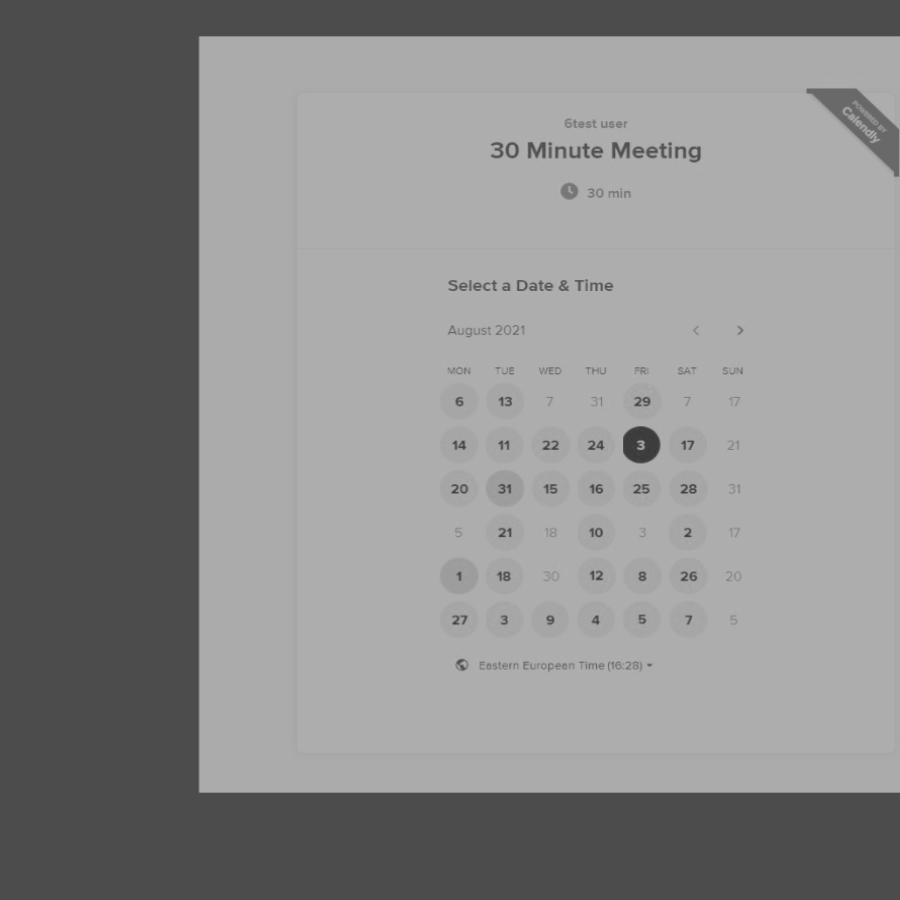 POWERED BY
Calendly
6test user
30 Minute Meeting
30 min
Select a Date & Time
August 2021
MON TUE WED THU FRI SAT SUN
6 13 7 31 29 7 17
14 11 22 24 3 17 21
20 31 15 16 25 28 31
5 21 18 10 3 2 17
1 18 30 12 8 26 20
27 3 9 4 5 7 5
Eastern European Time (16:28)